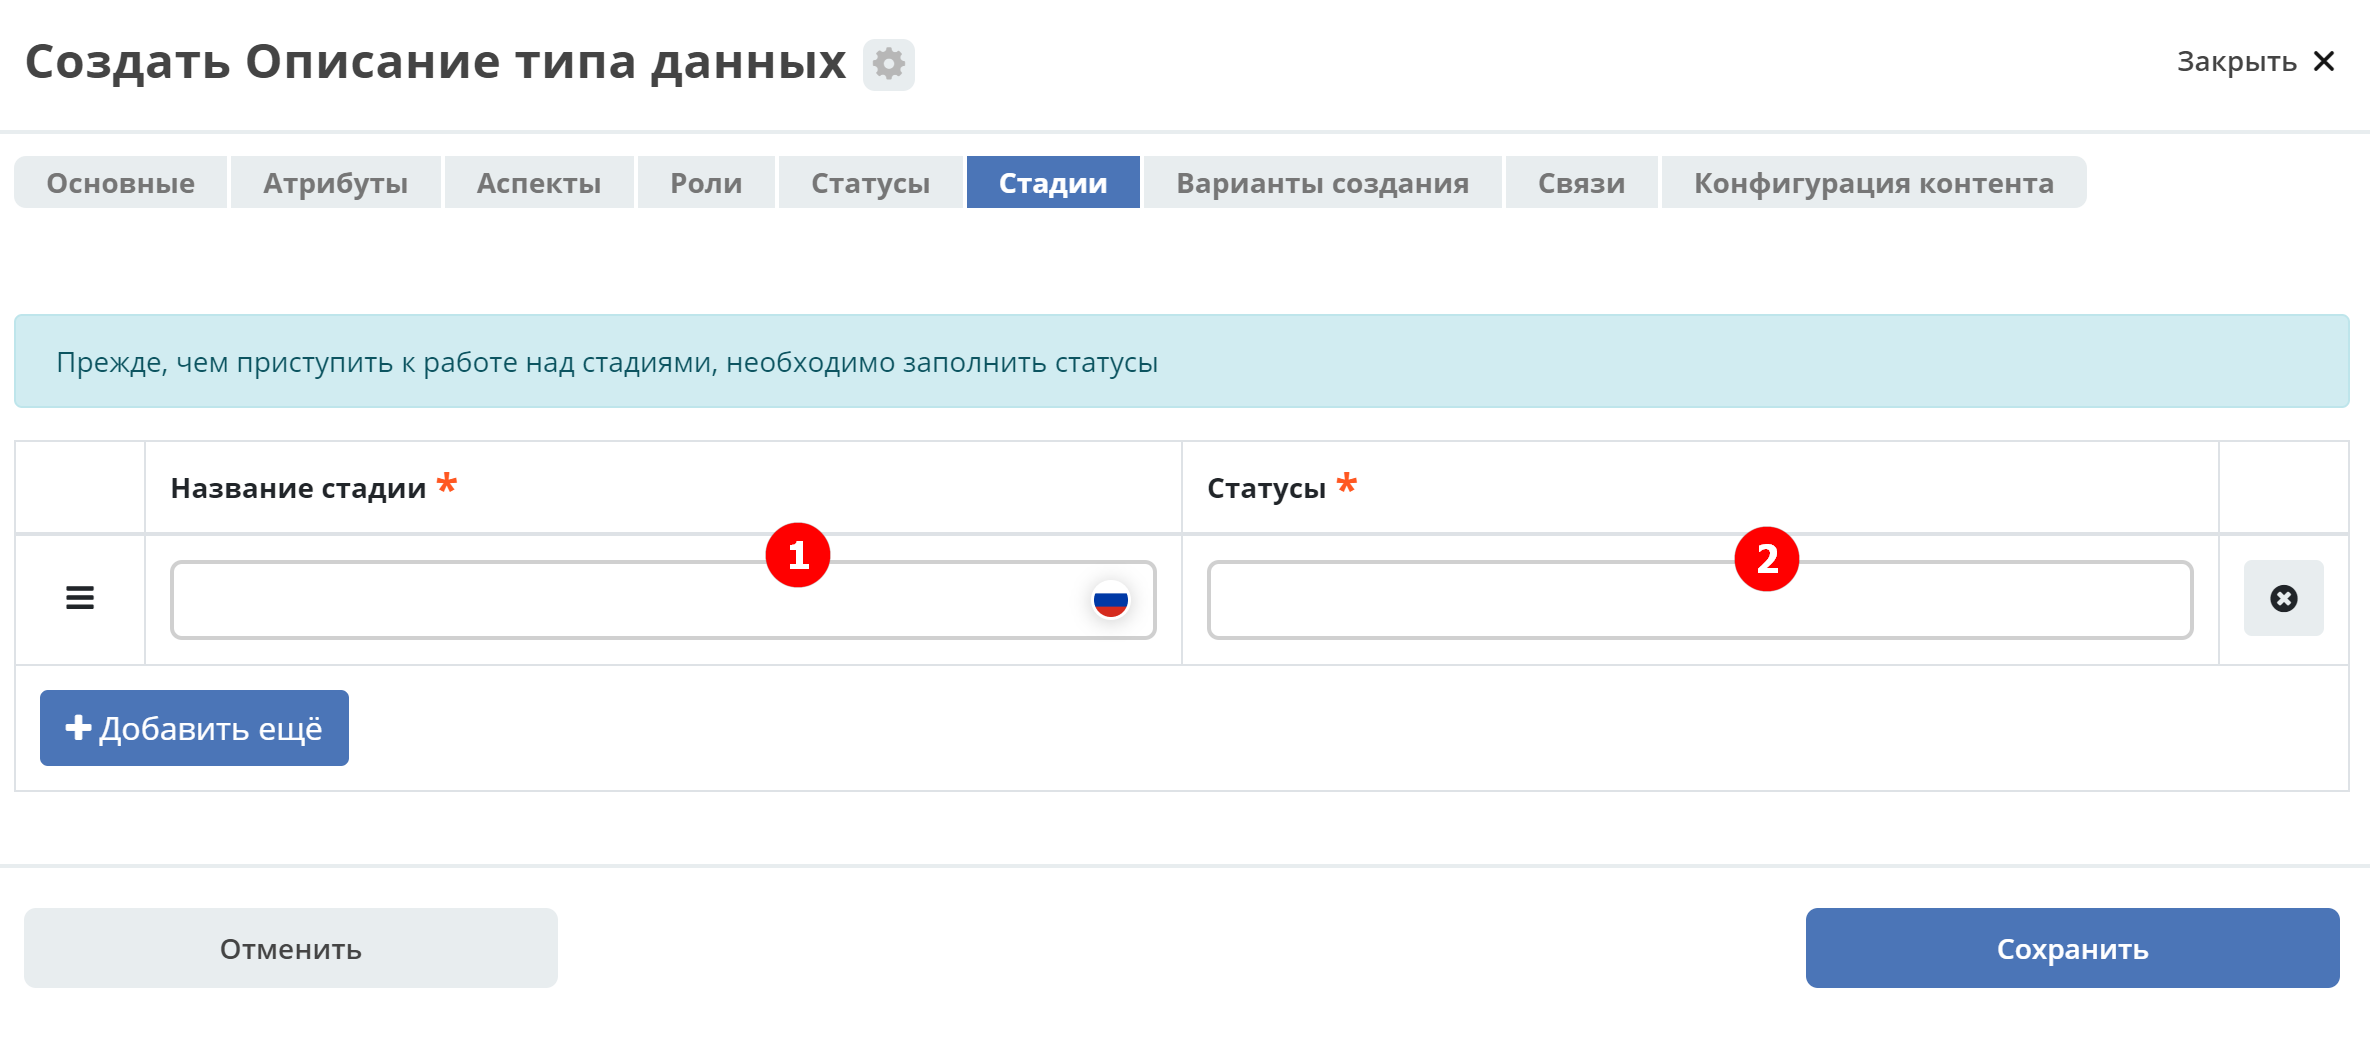 Создать Описание типа данных
Закрыть
Основные Атрибуты Аспекты Роли Статусы Стадии Варианты создания Связи Конфигурация контента
Прежде, чем приступить к работе над стадиями, необходимо заполнить статусы
Название стадии * Статусы *
1 2
Добавить ещё
Отменить Сохранить